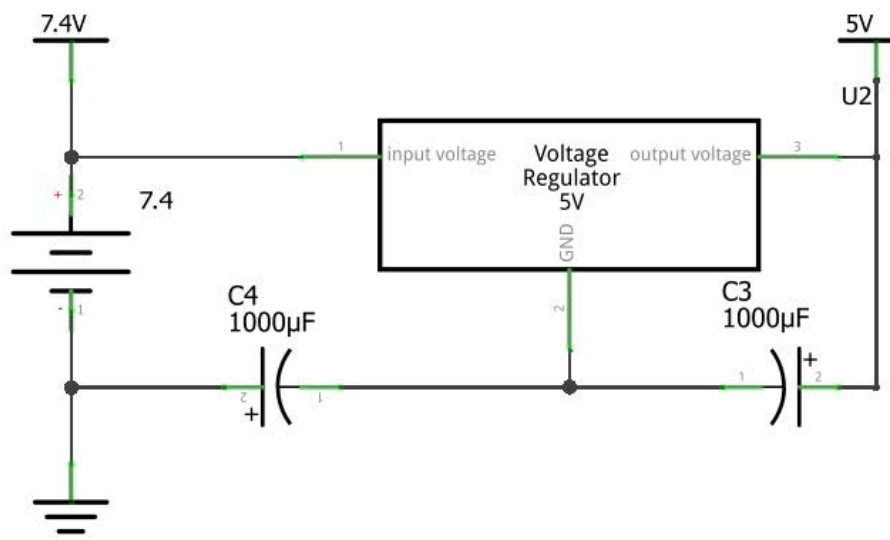 7.4V
5V
U2
1
input voltage
Voltage
Regulator
5V
output voltage
3
GND
2
+
2
7.4
-
1
C4
1000µF
2
+
1
C3
1000µF
1
+
2